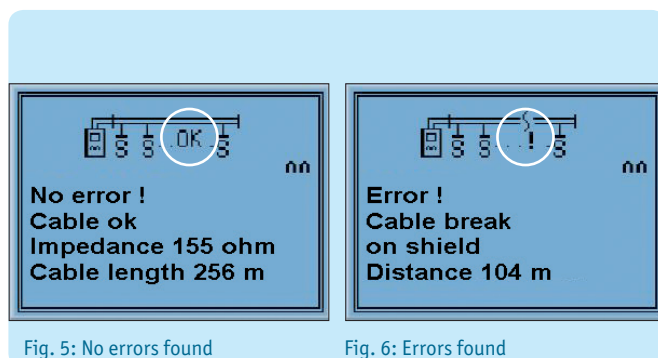 OK
No error !
Cable ok
Impedance 155 ohm
Cable length 256 m
Fig. 5: No errors found
!
Error !
Cable break
on shield
Distance 104 m
Fig. 6: Errors found